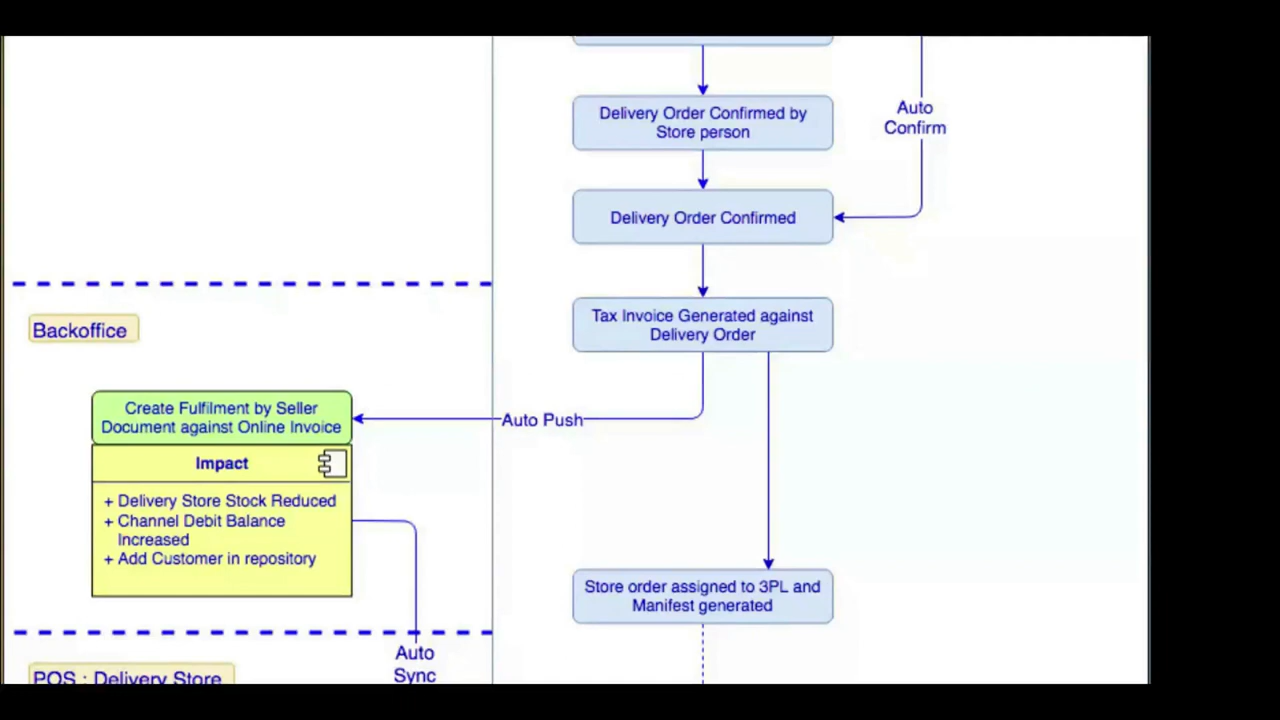 Delivery Order Confirmed by
Store person
Auto
Confirm
Delivery Order Confirmed
Tax Invoice Generated against
Delivery Order
Backoffice
Create Fulfilment by Seller
Document against Online Invoice
Auto Push
Impact
+ Delivery Store Stock Reduced
+ Channel Debit Balance
Increased
+ Add Customer in repository
Store order assigned to 3PL and
Manifest generated
Auto
Sync
POS : Delivery Store